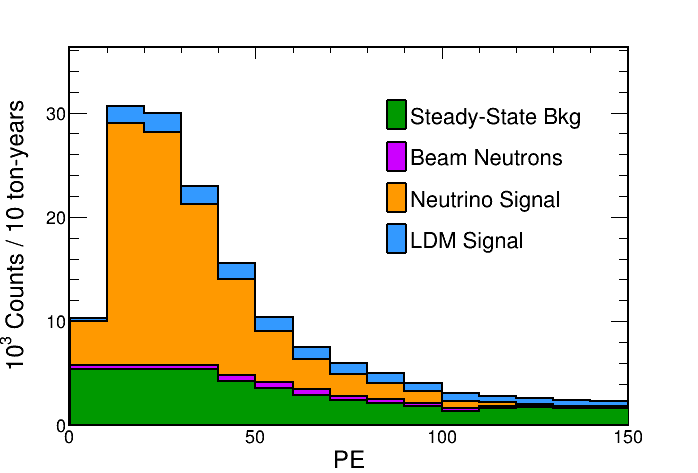 10³ Counts / 10 ton-years
30
20
10
0
Steady-State Bkg
Beam Neutrons
Neutrino Signal
LDM Signal
0 50 100 150
PE